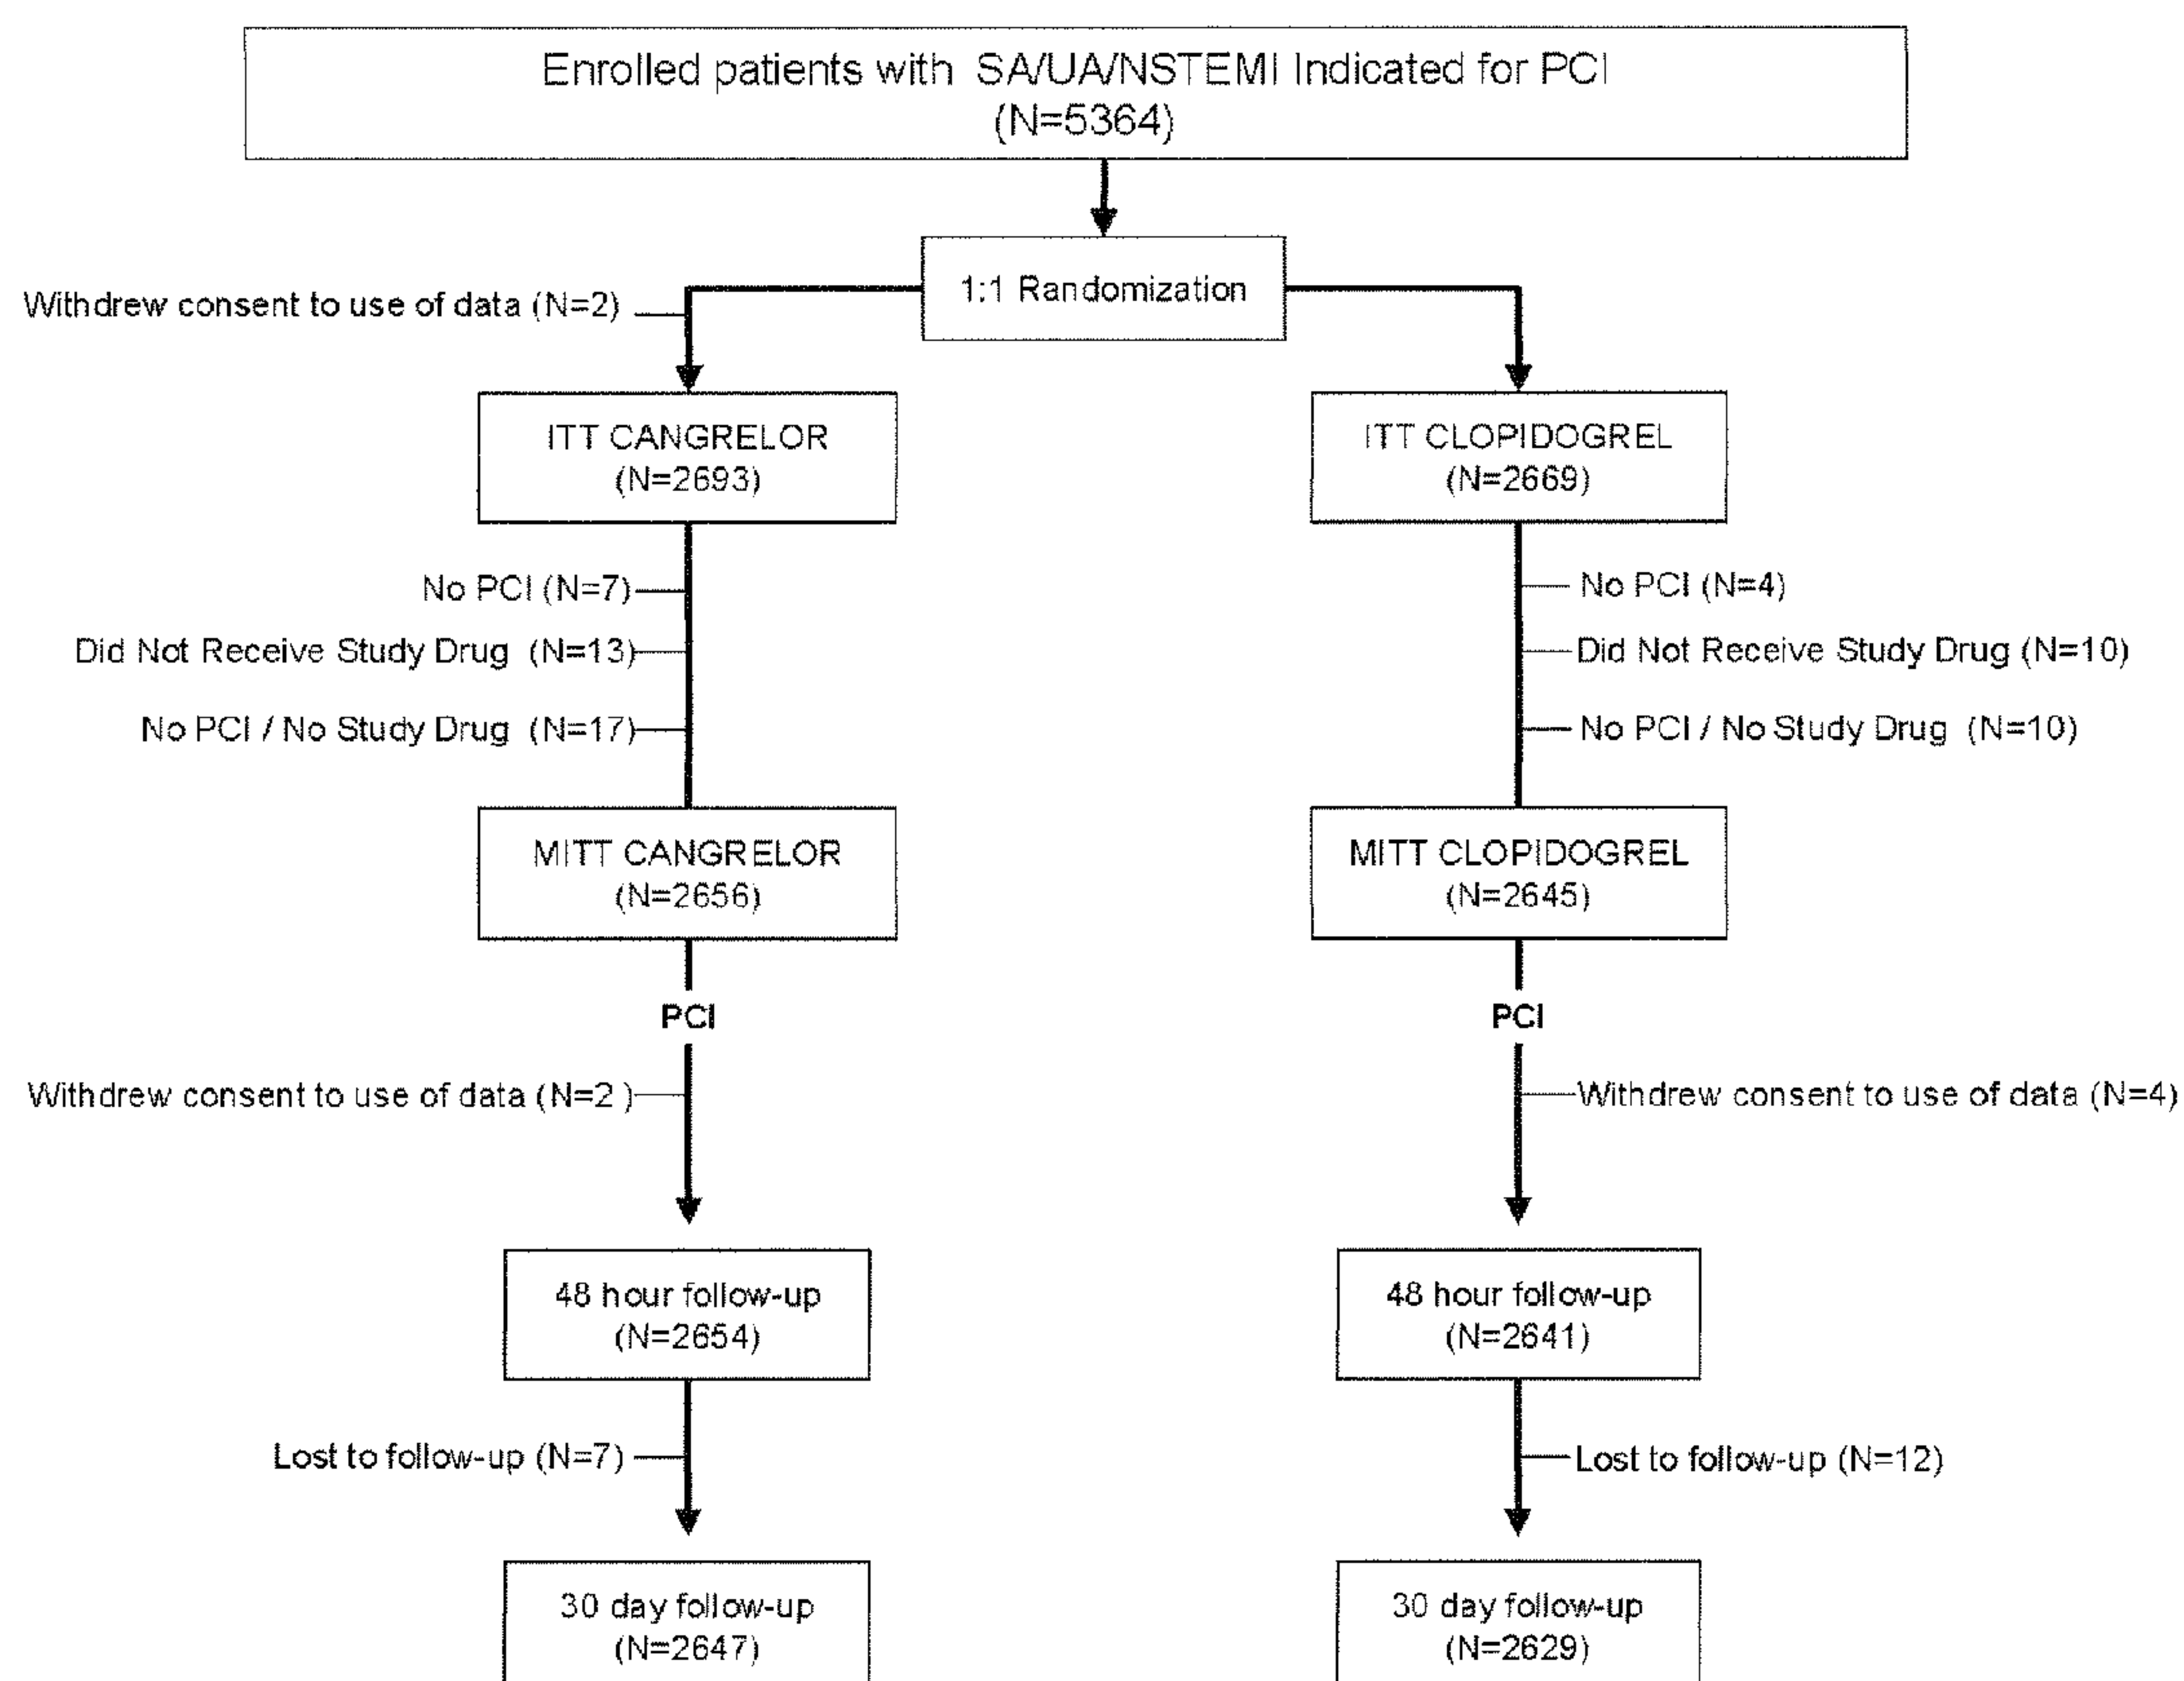 Enrolled patients with SA/UA/NSTEMI Indicated for PCI
(N=5364)
1:1 Randomization
Withdrew consent to use of data (N=2)
ITT CANGRELOR
(N=2693)
ITT CLOPIDOGREL
(N=2669)
No PCI (N=7)
No PCI (N=4)
Did Not Receive Study Drug (N=13)
Did Not Receive Study Drug (N=10)
No PCI / No Study Drug (N=17)
No PCI / No Study Drug (N=10)
MITT CANGRELOR
(N=2656)
MITT CLOPIDOGREL
(N=2645)
PCI
PCI
Withdrew consent to use of data (N=2 )
Withdrew consent to use of data (N=4)
48 hour follow-up
(N=2654)
48 hour follow-up
(N=2641)
Lost to follow-up (N=7)
Lost to follow-up (N=12)
30 day follow-up
(N=2647)
30 day follow-up
(N=2629)